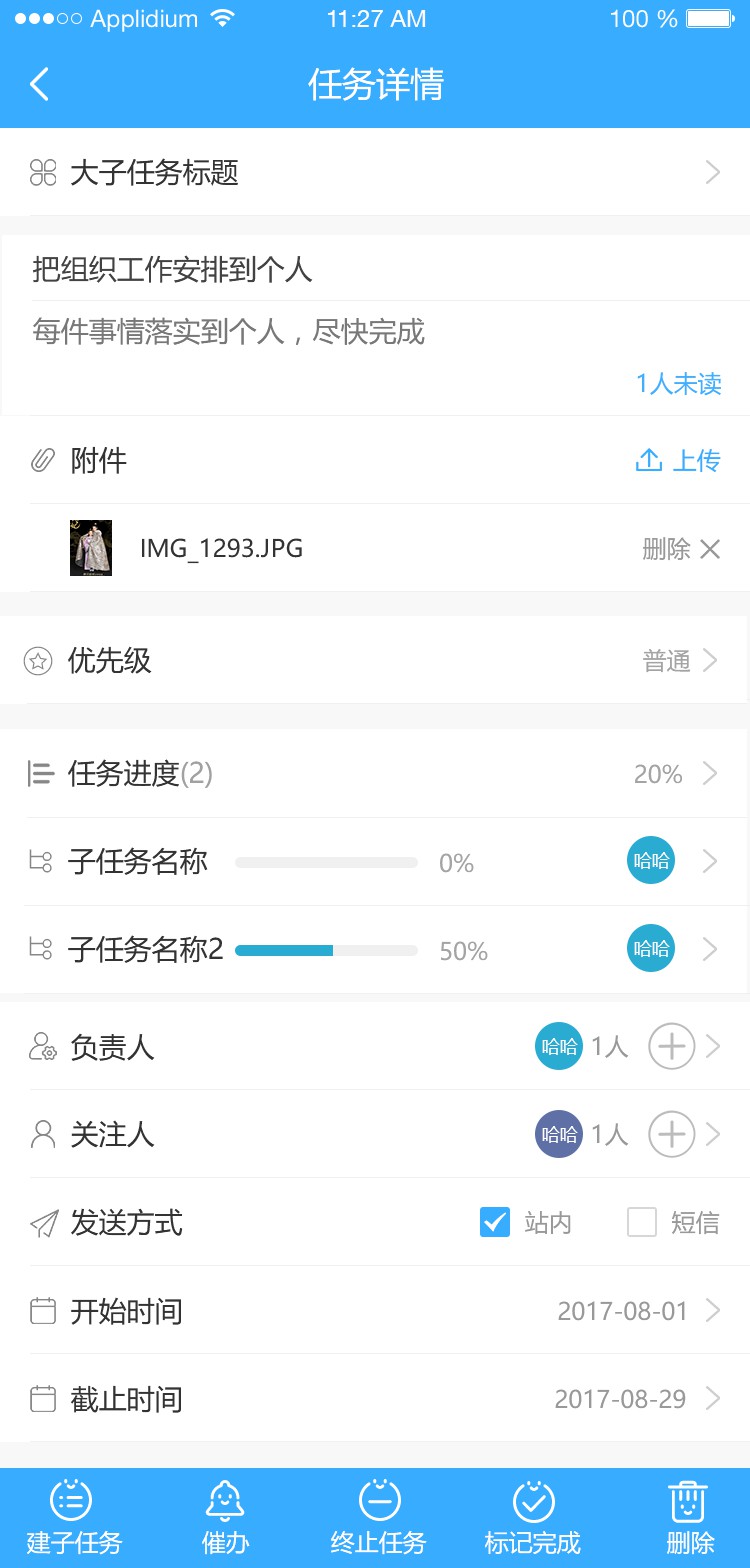 Applidium 11:27 AM 100 %
任务详情
大子任务标题
把组织工作安排到个人
每件事情落实到个人，尽快完成
1人未读
附件 上传
IMG_1293.JPG 删除
优先级 普通
任务进度(2) 20%
子任务名称 0% 哈哈
子任务名称2 50% 哈哈
负责人 哈哈 1人
关注人 哈哈 1人
发送方式 站内 短信
开始时间 2017-08-01
截止时间 2017-08-29
建子任务 催办 终止任务 标记完成 删除